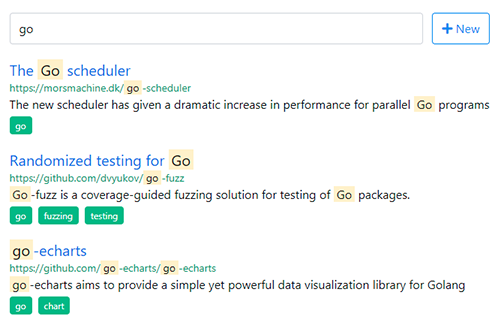 go
+ New
The Go scheduler
https://morsmachine.dk/go-scheduler
The new scheduler has given a dramatic increase in performance for parallel Go programs
go
Randomized testing for Go
https://github.com/dvyukov/go-fuzz
Go-fuzz is a coverage-guided fuzzing solution for testing of Go packages.
go fuzzing testing
go-echarts
https://github.com/go-echarts/go-echarts
go-echarts aims to provide a simple yet powerful data visualization library for Golang
go chart